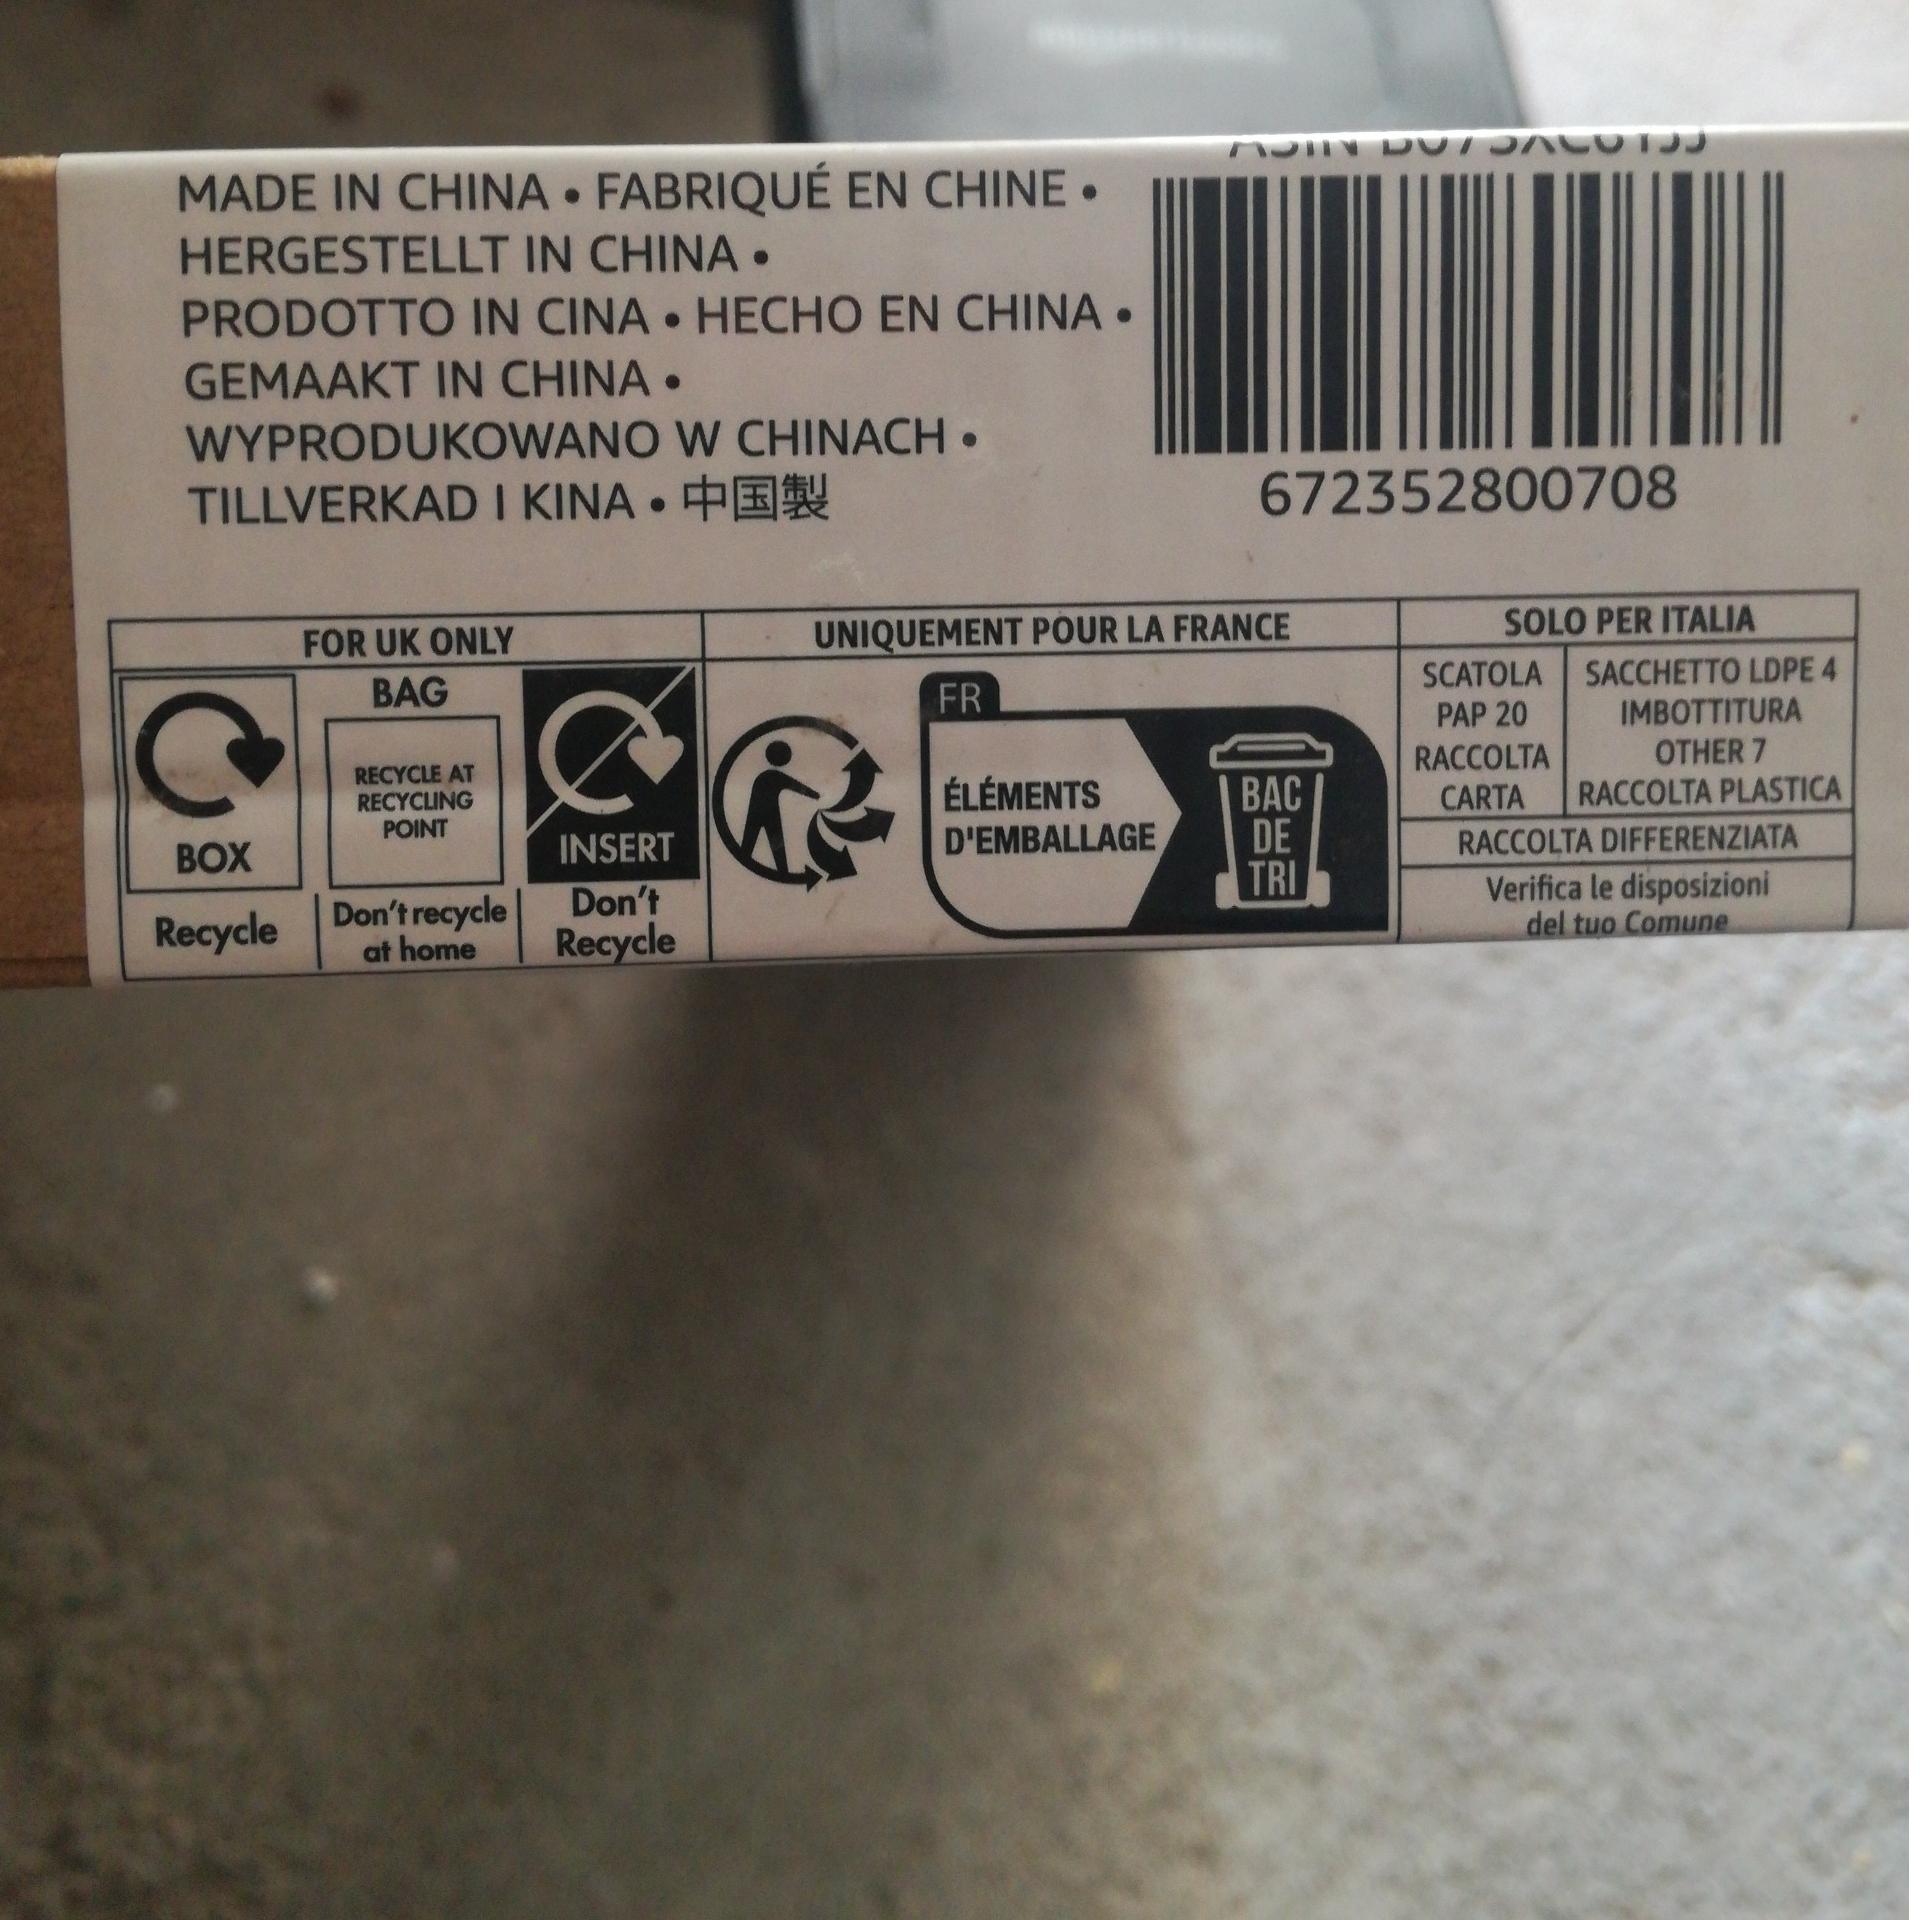 MADE IN CHINA • FABRIQUÉ EN CHINE •
HERGESTELLT IN CHINA •
PRODOTTO IN CINA • HECHO EN CHINA •
GEMAAKT IN CHINA •
WYPRODUKOWANO W CHINACH •
TILLVERKAD I KINA • 中国製
ASIN
672352800708
FOR UK ONLY
BOX
Recycle
BAG
RECYCLE AT
RECYCLING
POINT
Don't recycle
at home
INSERT
Don't
Recycle
UNIQUEMENT POUR LA FRANCE
FR
ÉLÉMENTS
D'EMBALLAGE
BAC
DE
TRI
SOLO PER ITALIA
SCATOLA
PAP 20
RACCOLTA
CARTA
SACCHETTO LDPE 4
IMBOTTITURA
OTHER 7
RACCOLTA PLASTICA
RACCOLTA DIFFERENZIATA
Verifica le disposizioni
del tuo Comune